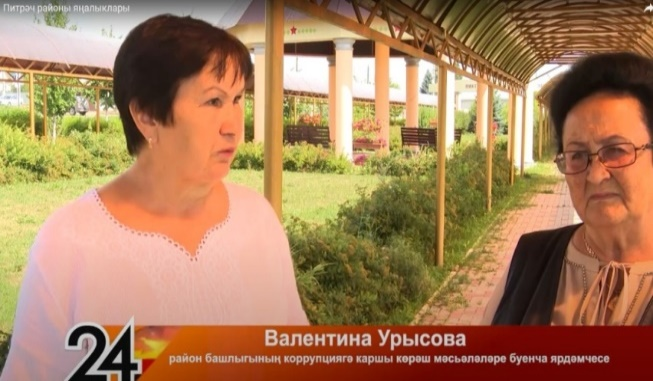 Питрәч районы яңалыклары
24
Валентина Урысова
район башлыгының коррупциягә каршы көрәш мәсьәләләре буенча ярдәмчесе